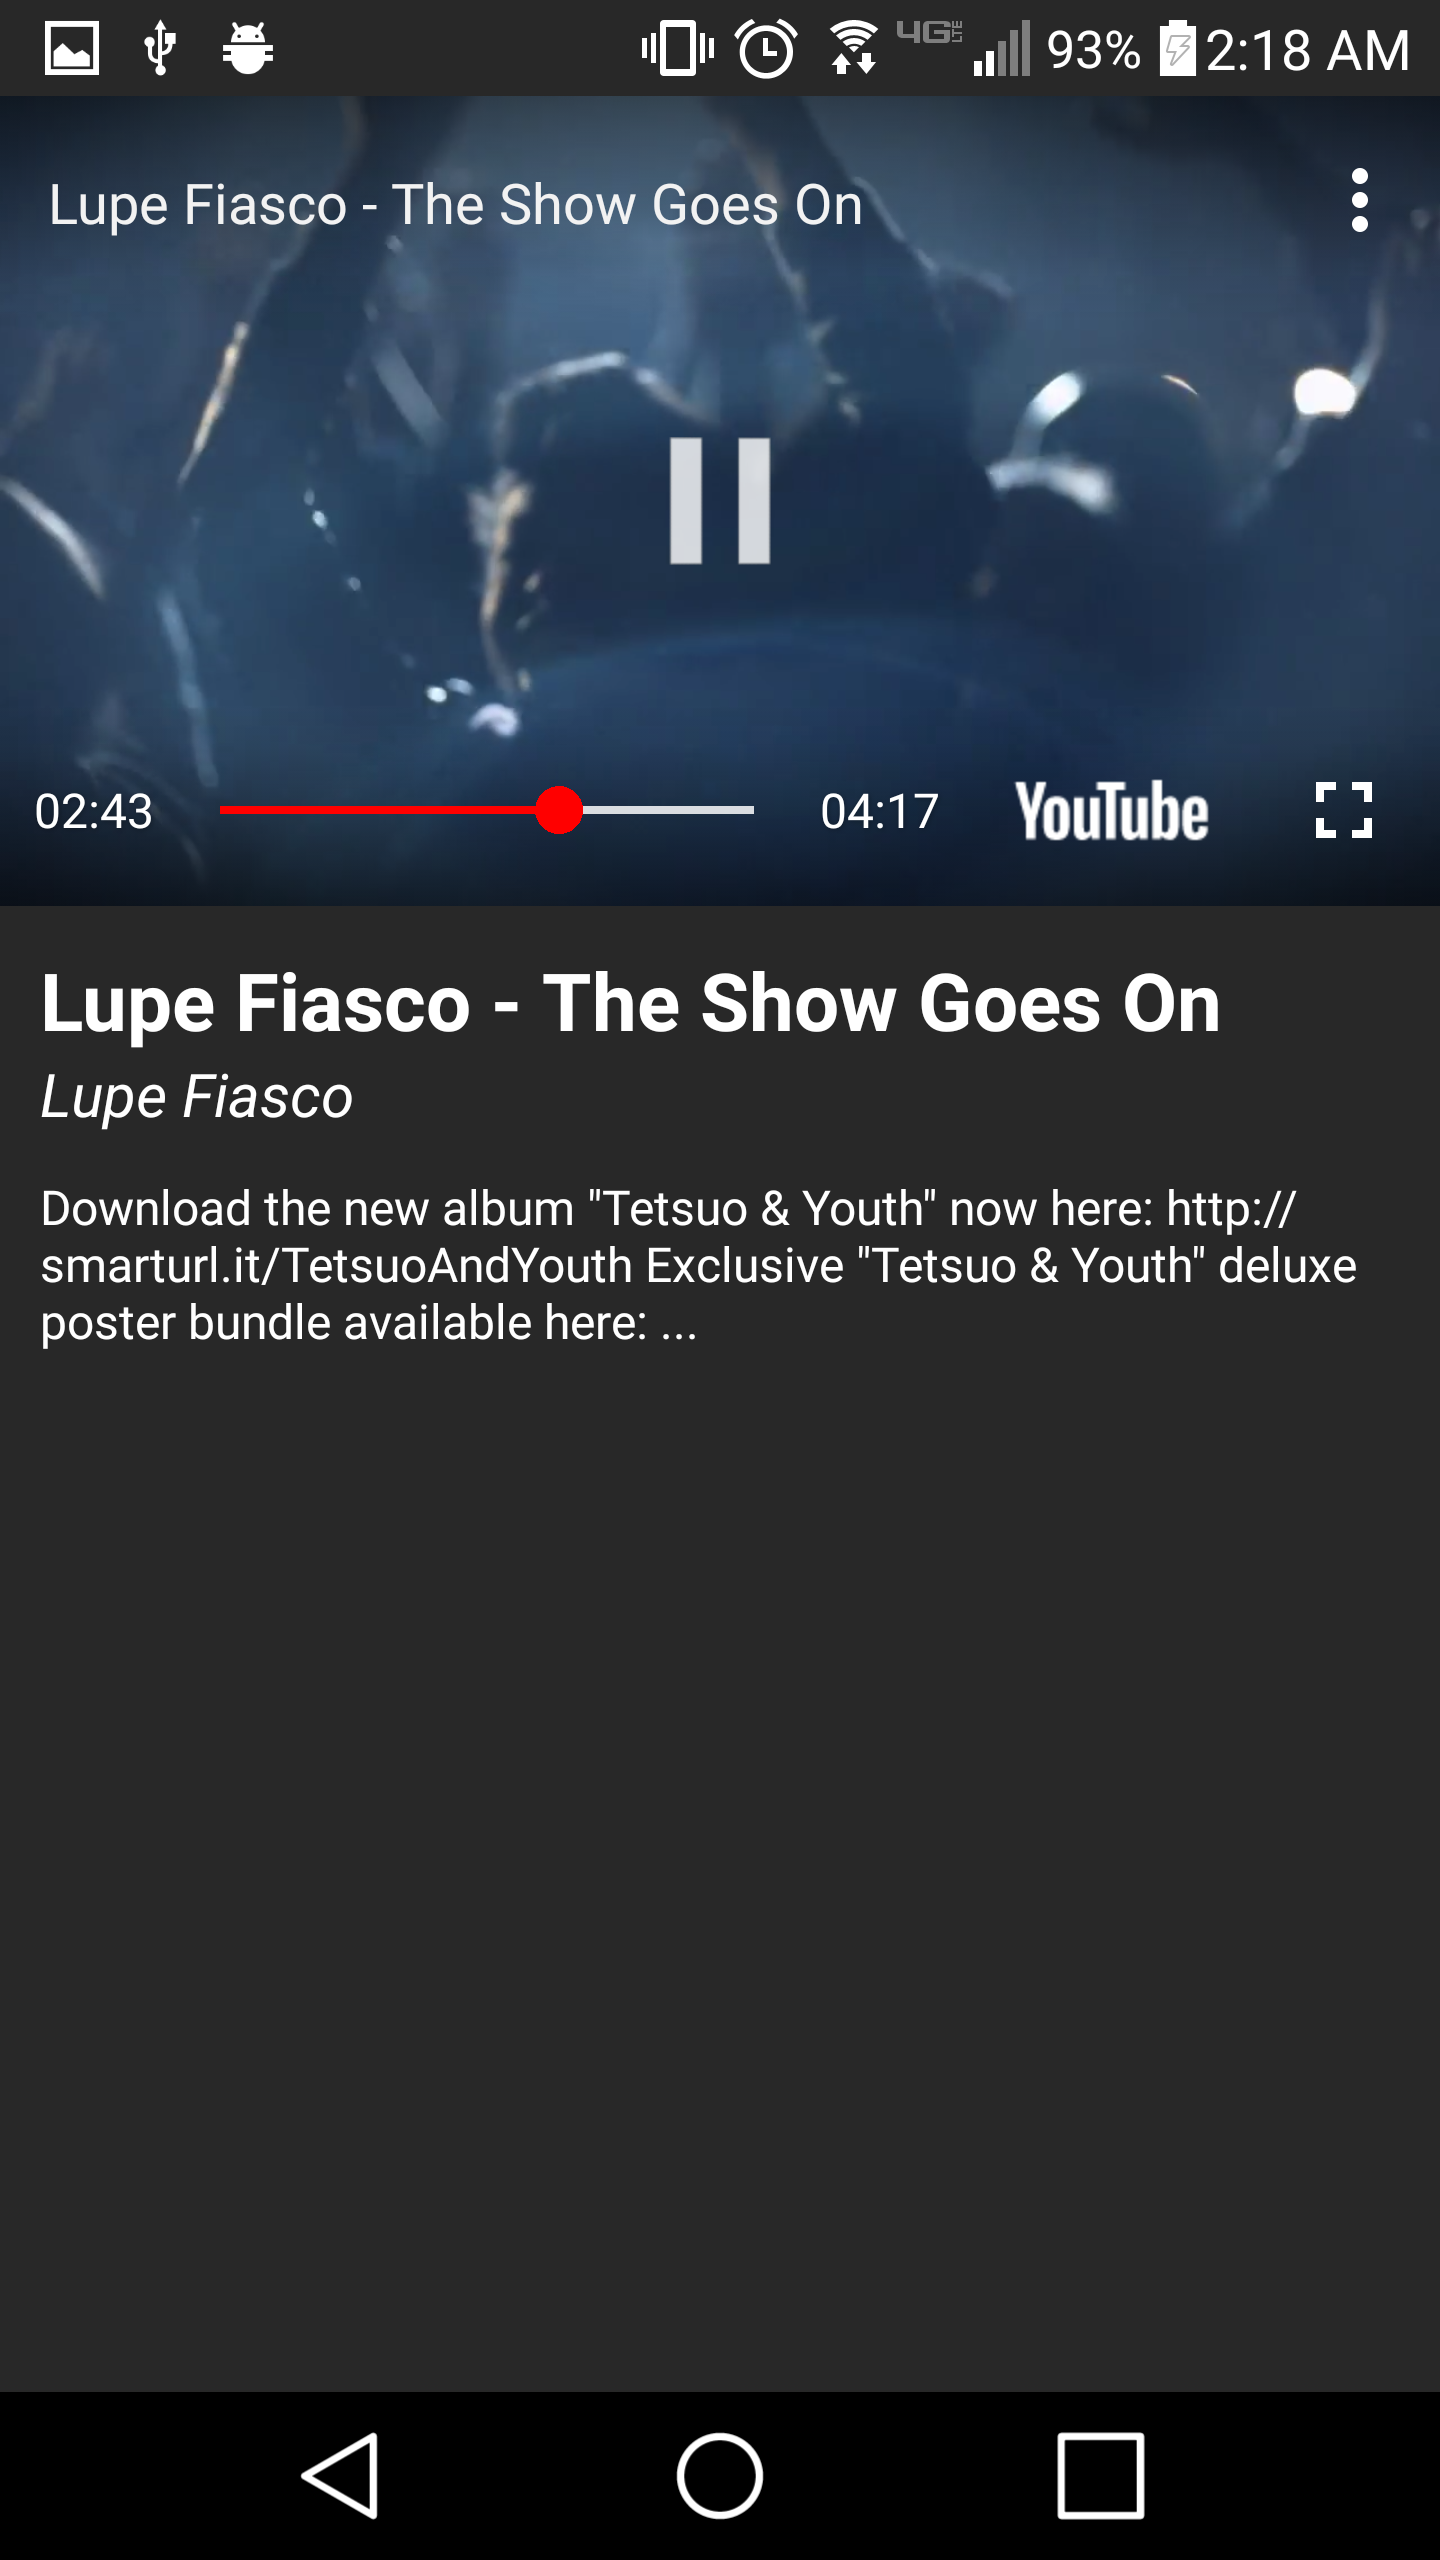 4G LTE 93% 2:18 AM
Lupe Fiasco - The Show Goes On
02:43 04:17 YouTube
Lupe Fiasco - The Show Goes On
Lupe Fiasco
Download the new album "Tetsuo & Youth" now here: http://
smarturl.it/TetsuoAndYouth Exclusive "Tetsuo & Youth" deluxe
poster bundle available here: ...